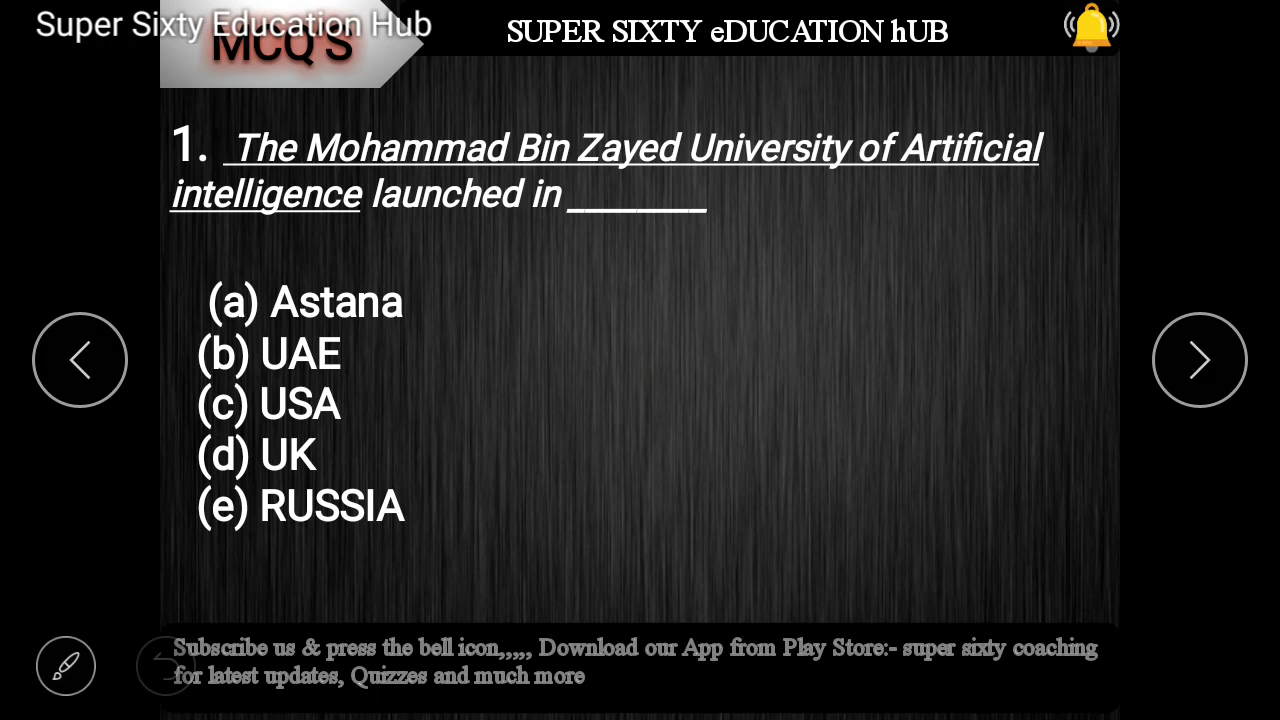 Super Sixty Education Hub
MCQ'S
SUPER SIXTY eDUCATION hUB
1. The Mohammad Bin Zayed University of Artificial
intelligence launched in ________
(a) Astana
(b) UAE
(c) USA
(d) UK
(e) RUSSIA
Subscribe us & press the bell icon,,,,, Download our App from Play Store:- super sixty coaching
for latest updates, Quizzes and much more